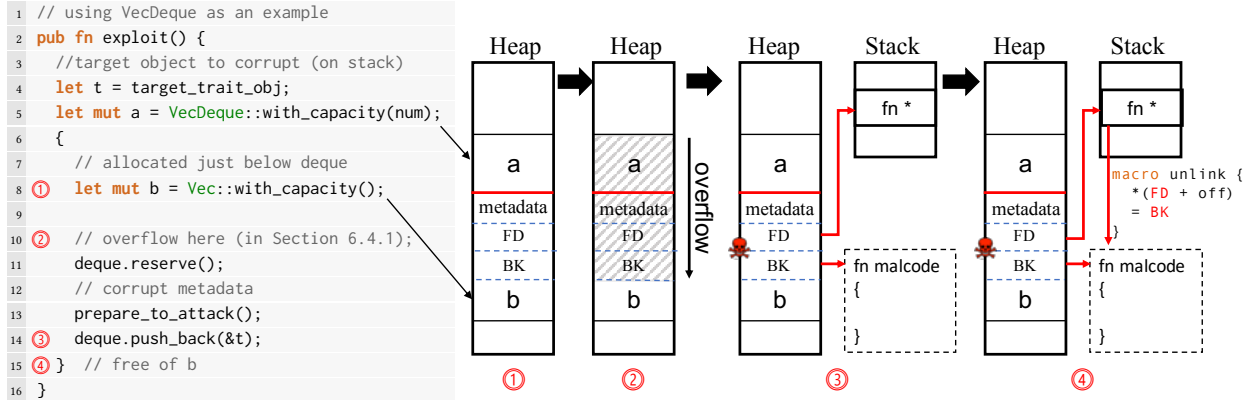 1 // using VecDeque as an example
2 pub fn exploit() {
3 //target object to corrupt (on stack)
4 let t = target_trait_obj;
5 let mut a = VecDeque::with_capacity(num);
6 {
7 // allocated just below deque
8 ① let mut b = Vec::with_capacity();
9
10 ② // overflow here (in Section 6.4.1);
11 deque.reserve();
12 // corrupt metadata
13 prepare_to_attack();
14 ③ deque.push_back(&t);
15 ④ } // free of b
16 }
Heap
a
metadata
FD
BK
b
①
Heap
a
metadata
FD
BK
b
overflow
②
Heap
a
metadata
FD
BK
b
Stack
fn *
fn malcode
{
}
③
Heap
a
metadata
FD
BK
b
Stack
fn *
macro unlink {
*(FD + off)
= BK
}
fn malcode
{
}
④